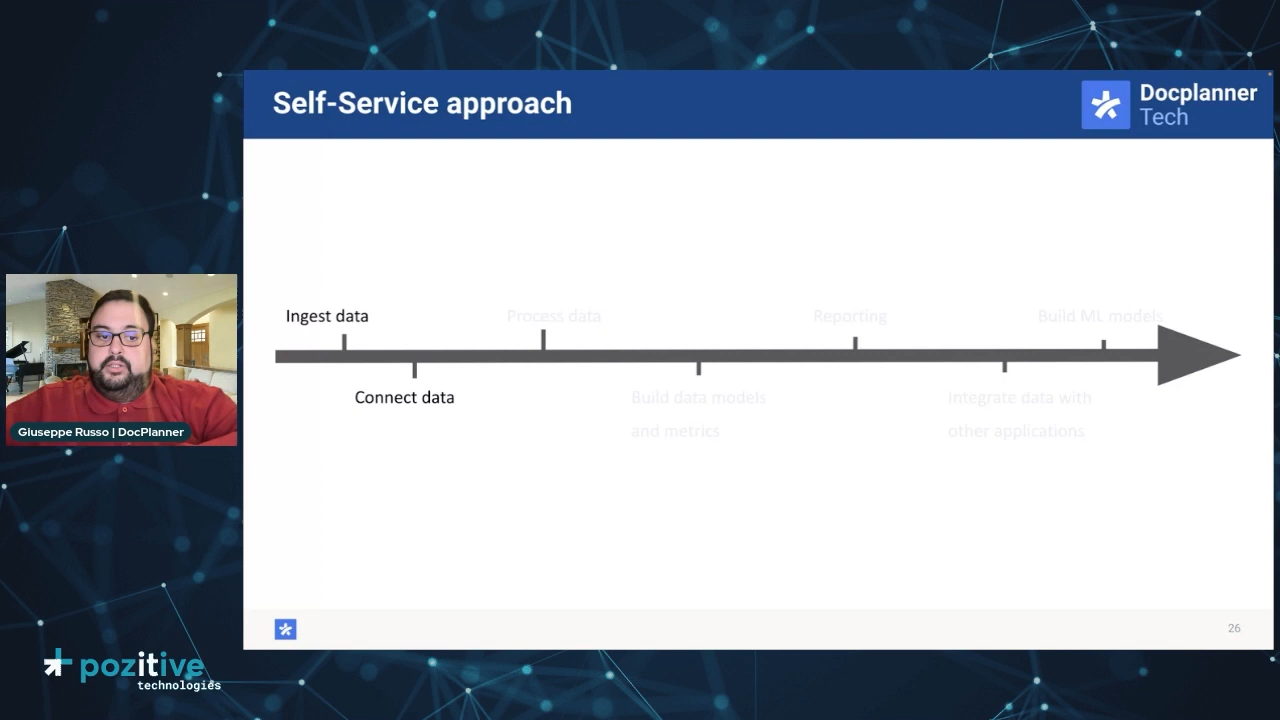 Self-Service approach
Docplanner
Tech
Ingest data
Process data
Reporting
Build ML models
Connect data
Build data models
and metrics
Integrate data with
other applications
Giuseppe Russo | DocPlanner
26
pozitive
technologies